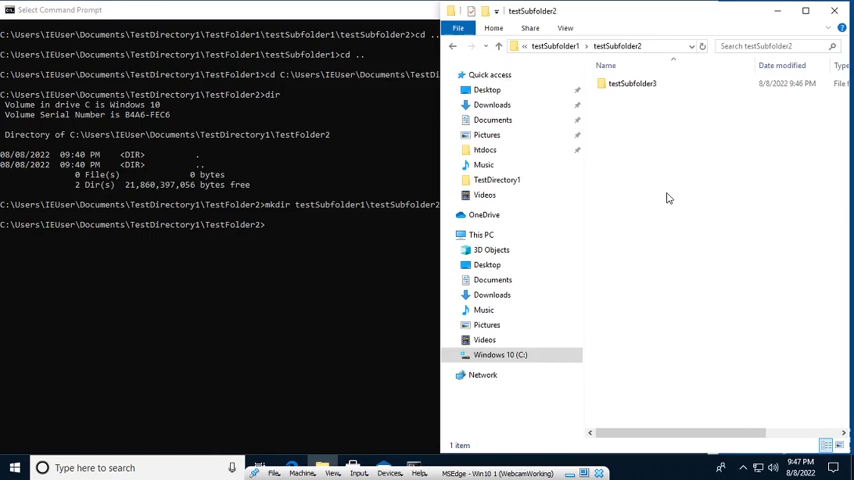 Select Command Prompt
C:\Users\IEUser\Documents\TestDirectory1\TestFolder1\testSubfolder1\testSubfolder2>cd ..
C:\Users\IEUser\Documents\TestDirectory1\TestFolder1\testSubfolder1>cd ..
C:\Users\IEUser\Documents\TestDirectory1\TestFolder1>cd C:\Users\IEUser\Documents\TestDi
C:\Users\IEUser\Documents\TestDirectory1\TestFolder2>dir
Volume in drive C is Windows 10
Volume Serial Number is B4A6-FEC6
Directory of C:\Users\IEUser\Documents\TestDirectory1\TestFolder2
08/08/2022 09:40 PM <DIR> .
08/08/2022 09:40 PM <DIR> ..
0 File(s) 0 bytes
2 Dir(s) 21,860,397,056 bytes free
C:\Users\IEUser\Documents\TestDirectory1\TestFolder2>mkdir testSubfolder1\testSubfolder2
C:\Users\IEUser\Documents\TestDirectory1\TestFolder2>
testSubfolder2
File Home Share View
« testSubfolder1 › testSubfolder2
Search testSubfolder2
Name Date modified Type
testSubfolder3 8/8/2022 9:46 PM File f
Quick access
Desktop
Downloads
Documents
Pictures
htdocs
Music
TestDirectory1
Videos
OneDrive
This PC
3D Objects
Desktop
Documents
Downloads
Music
Pictures
Videos
Windows 10 (C:)
Network
1 item
Type here to search
File Machine View Input Devices Help MSEdge - Win10 1 (WebcamWorking)
9:47 PM
8/8/2022